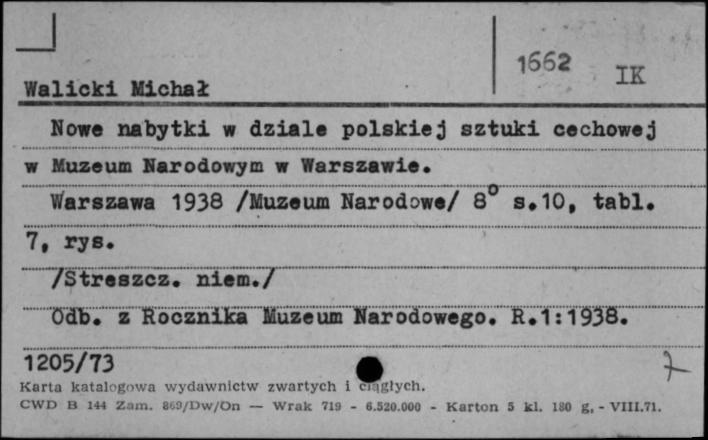 1662 IK
Walicki Michał
Nowe nabytki w dziale polskiej sztuki cechowej
w Muzeum Narodowym w Warszawie.
Warszawa 1938 /Muzeum Narodowe/ 8° s.10, tabl.
7, rys.
/Streszcz. niem./
Odb. z Rocznika Muzeum Narodowego. R.1:1938.
1205/73
Karta katalogowa wydawnictw zwartych i ciągłych.
CWD B 144 Zam. 869/Dw/On — Wrak 719 - 6.520.000 - Karton 5 kl. 180 g. - VIII.71.